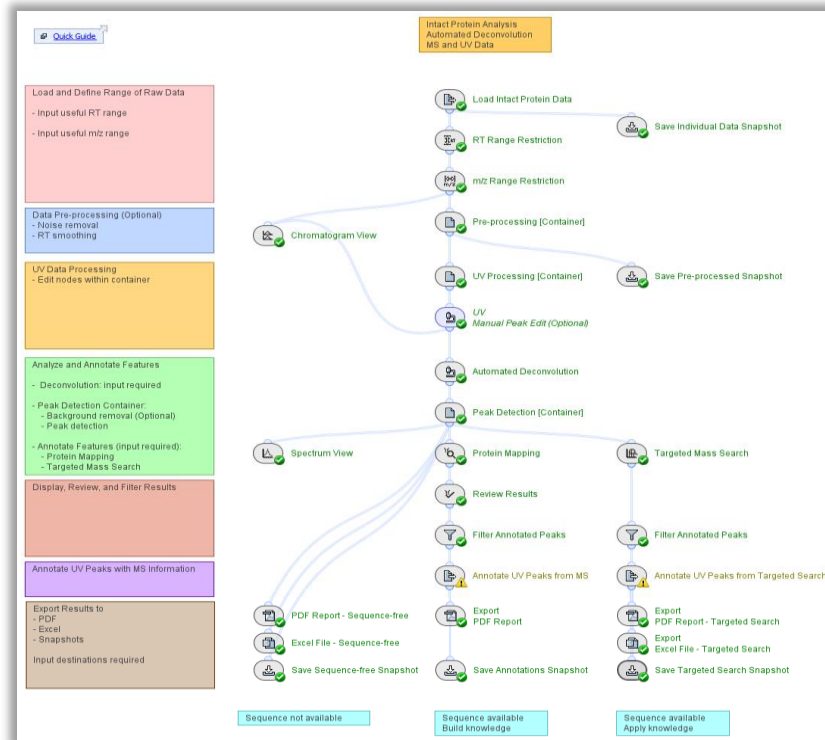 Quick Guide
Intact Protein Analysis
Automated Deconvolution
MS and UV Data
Load and Define Range of Raw Data
- Input useful RT range
- Input useful m/z range
Load Intact Protein Data
Save Individual Data Snapshot
RT Range Restriction
m/z Range Restriction
Data Pre-processing (Optional)
- Noise removal
- RT smoothing
Pre-processing [Container]
Chromatogram View
UV Data Processing
- Edit nodes within container
UV Processing [Container]
Save Pre-processed Snapshot
UV
Manual Peak Edit (Optional)
Analyze and Annotate Features
- Deconvolution: input required
- Peak Detection Container:
- Background removal (Optional)
- Peak detection
- Annotate Features (input required):
- Protein Mapping
- Targeted Mass Search
Automated Deconvolution
Peak Detection [Container]
Spectrum View
Protein Mapping
Targeted Mass Search
Display, Review, and Filter Results
Review Results
Filter Annotated Peaks
Filter Annotated Peaks
Annotate UV Peaks with MS Information
Annotate UV Peaks from MS
Annotate UV Peaks from Targeted Search
Export Results to
- PDF
- Excel
- Snapshots
Input destinations required
PDF Report - Sequence-free
Export
PDF Report
Export
PDF Report - Targeted Search
Excel File - Sequence-free
Export
Excel File - Targeted Search
Save Sequence-free Snapshot
Save Annotations Snapshot
Save Targeted Search Snapshot
Sequence not available
Sequence available
Build knowledge
Sequence available
Apply knowledge